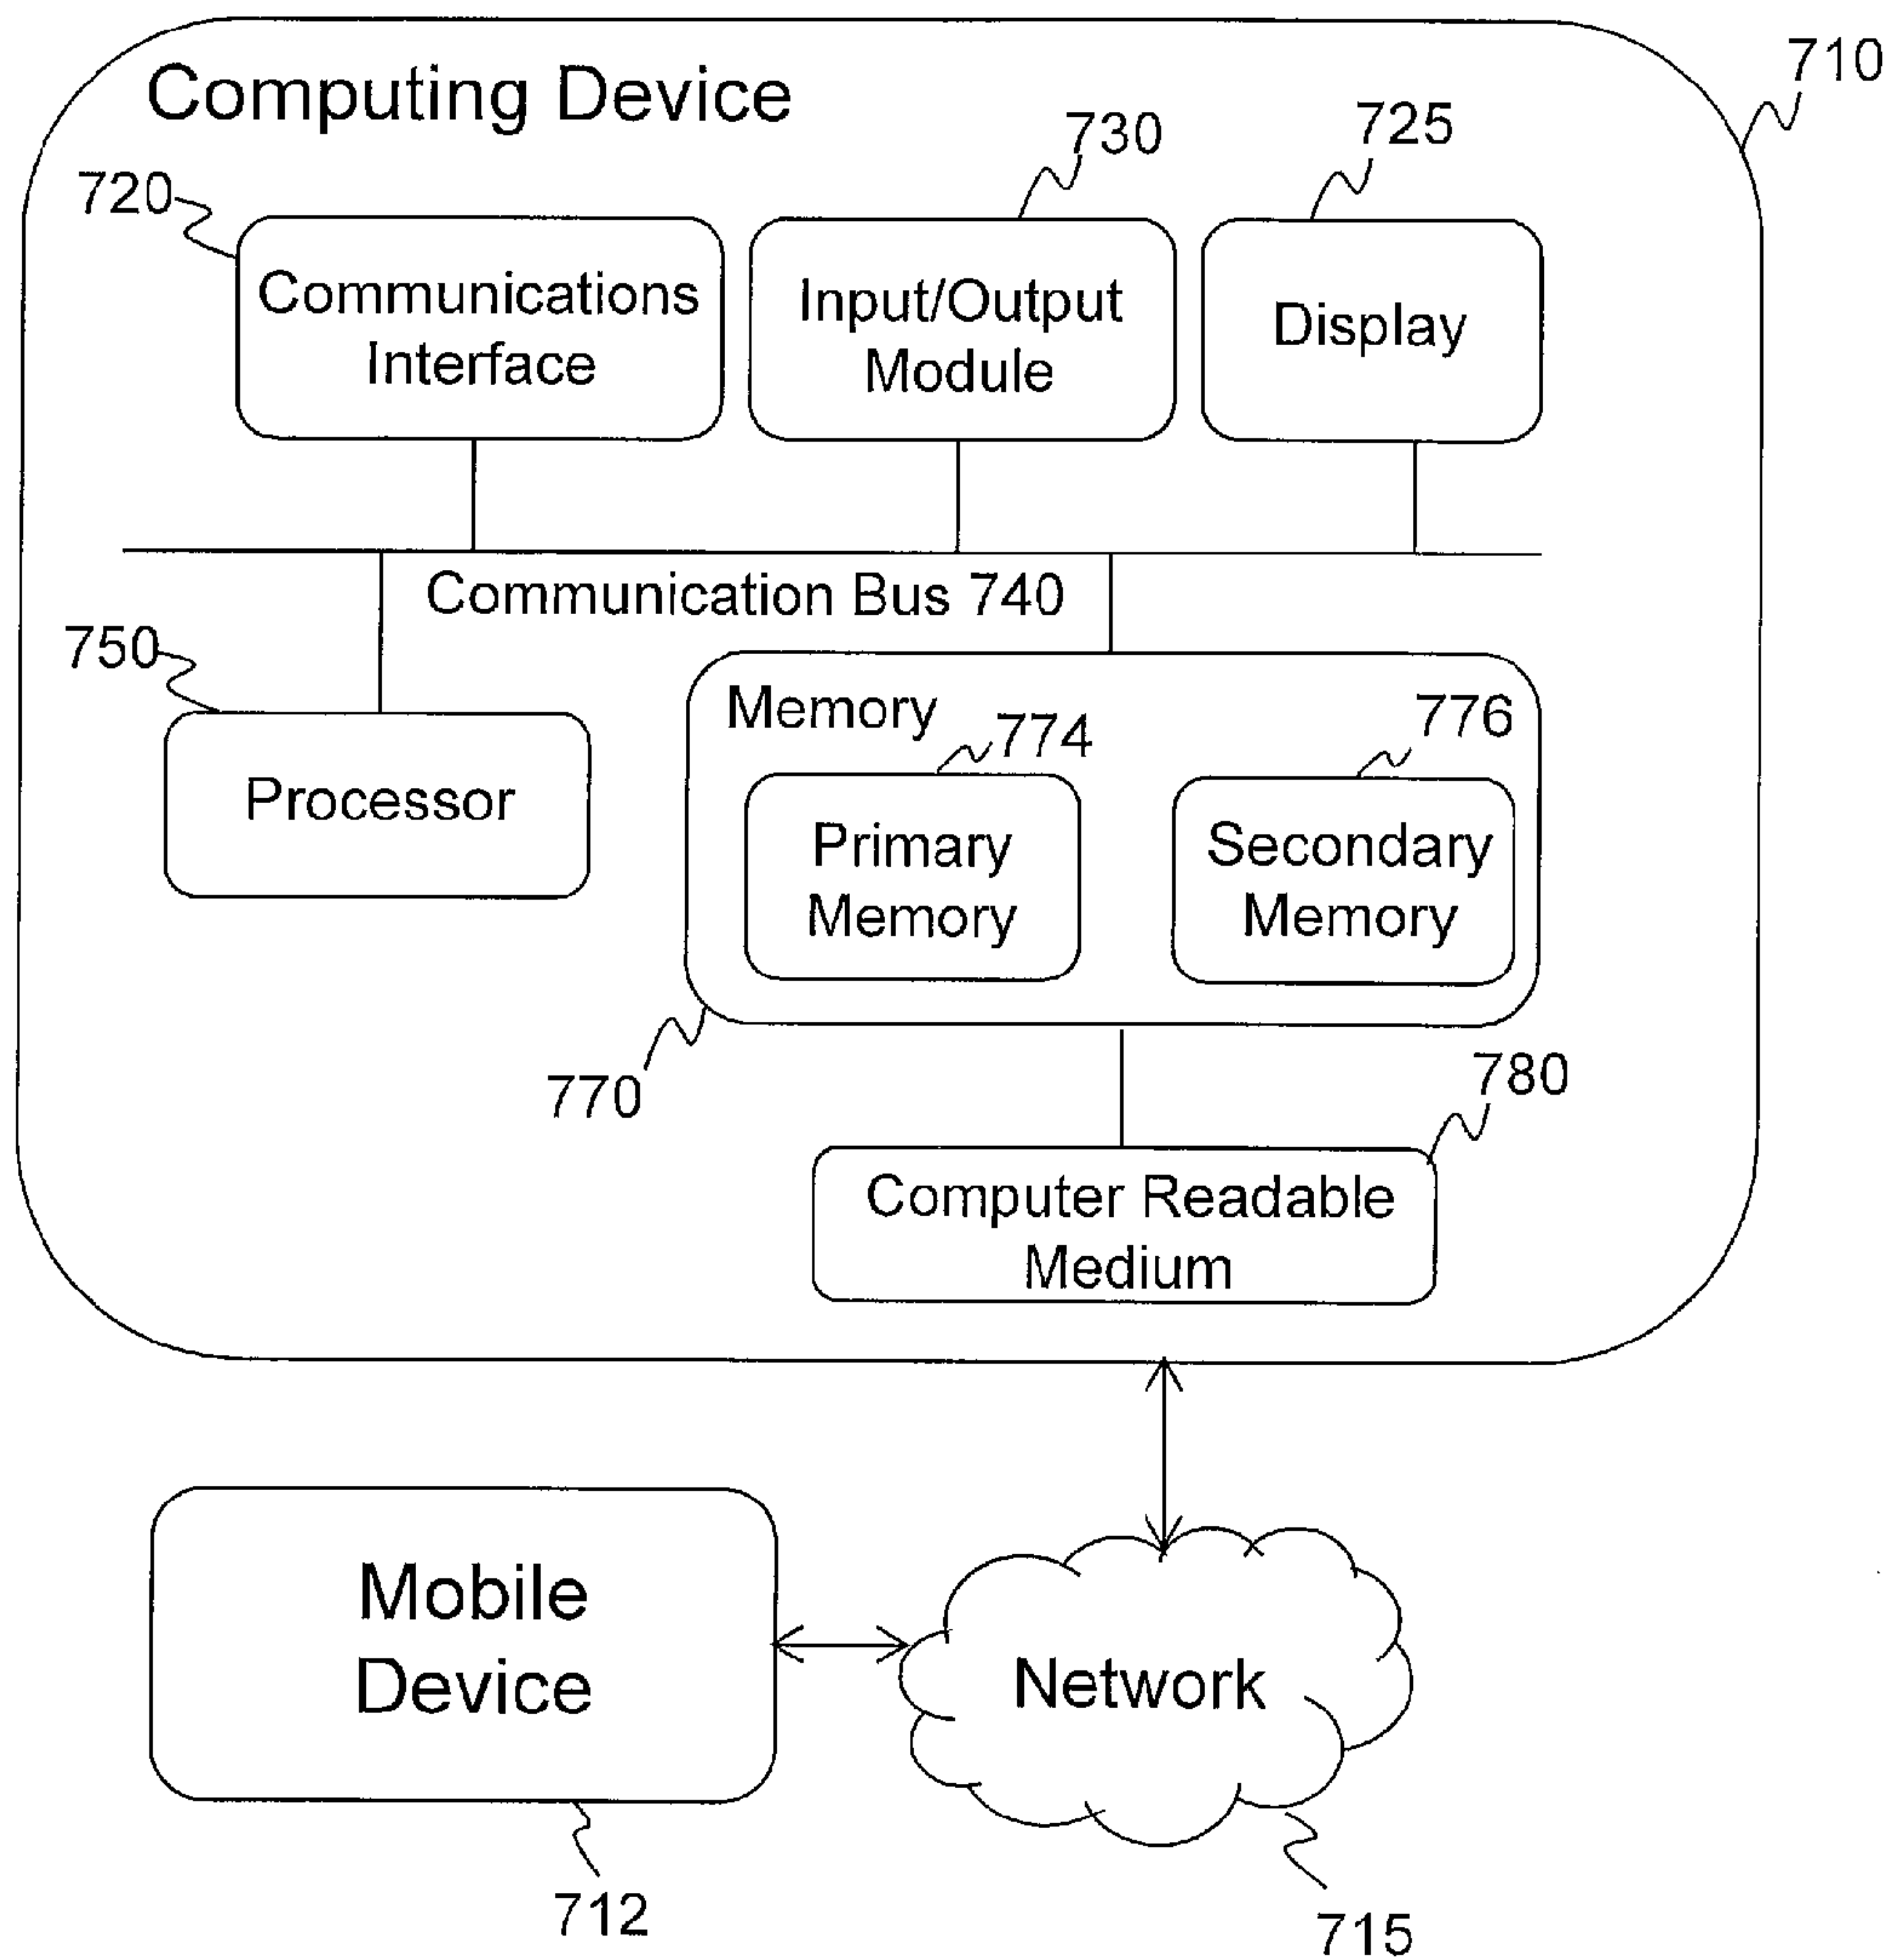 Computing Device
710
730
725
720
Communications
Interface
Input/Output
Module
Display
Communication Bus 740
750
Processor
Memory
774
776
Primary
Memory
Secondary
Memory
770
780
Computer Readable
Medium
Mobile
Device
Network
712
715